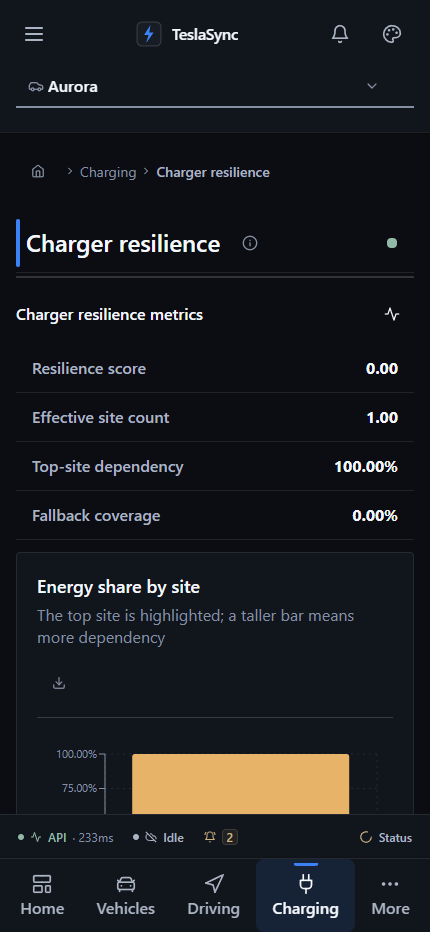 TeslaSync
Aurora
Charging
Charger resilience
Charger resilience
Charger resilience metrics
Resilience score 0.00
Effective site count 1.00
Top-site dependency 100.00%
Fallback coverage 0.00%
Energy share by site
The top site is highlighted; a taller bar means
more dependency
100.00%
75.00%
API · 233ms Idle 2 Status
Home Vehicles Driving Charging More